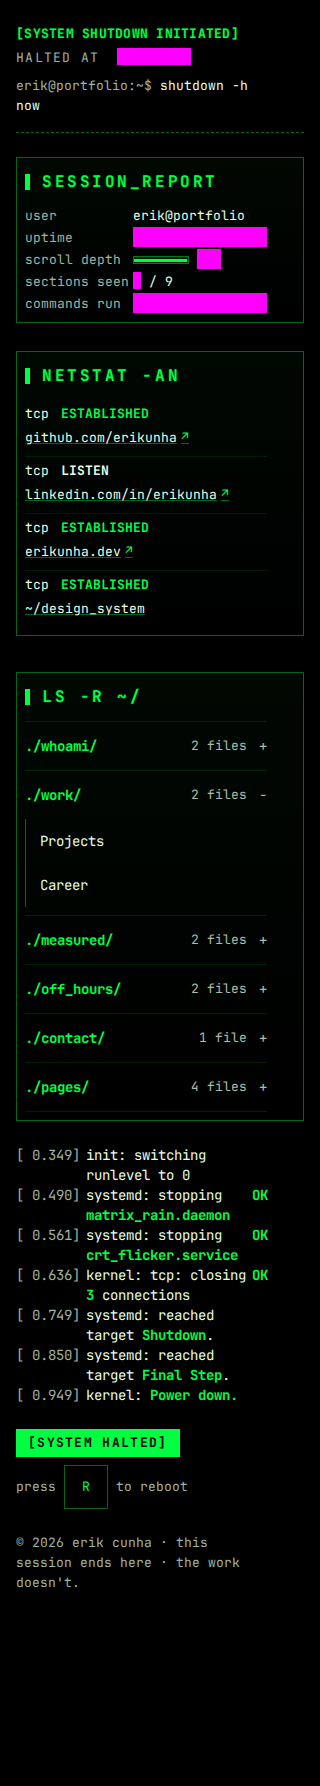 [SYSTEM SHUTDOWN INITIATED]
HALTED AT
erik@portfolio:~$ shutdown -h
now
SESSION_REPORT
user erik@portfolio
uptime
scroll depth
sections seen / 9
commands run
NETSTAT -AN
tcp ESTABLISHED
github.com/erikunha ↗
tcp LISTEN
linkedin.com/in/erikunha ↗
tcp ESTABLISHED
erikunha.dev ↗
tcp ESTABLISHED
~/design_system
LS -R ~/
./whoami/ 2 files +
./work/ 2 files -
Projects
Career
./measured/ 2 files +
./off_hours/ 2 files +
./contact/ 1 file +
./pages/ 4 files +
[ 0.349] init: switching
runlevel to 0
[ 0.490] systemd: stopping OK
matrix_rain.daemon
[ 0.561] systemd: stopping OK
crt_flicker.service
[ 0.636] kernel: tcp: closing OK
3 connections
[ 0.749] systemd: reached
target Shutdown.
[ 0.850] systemd: reached
target Final Step.
[ 0.949] kernel: Power down.
[SYSTEM HALTED]
press R to reboot
© 2026 erik cunha · this
session ends here · the work
doesn't.